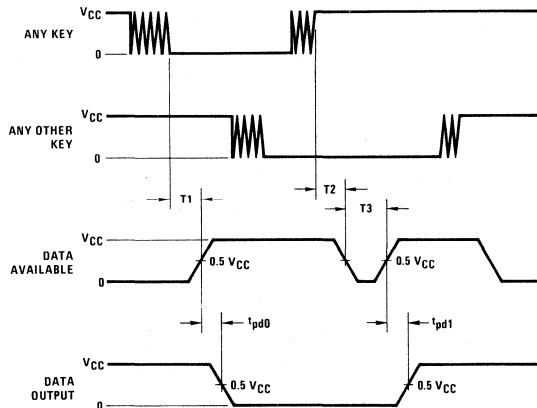 VCC
ANY KEY
0
VCC
ANY OTHER
KEY
0
T1
T2
T3
VCC
DATA
AVAILABLE
0.5 VCC
0.5 VCC
0
tpd0
tpd1
VCC
DATA
OUTPUT
0.5 VCC
0.5 VCC
0